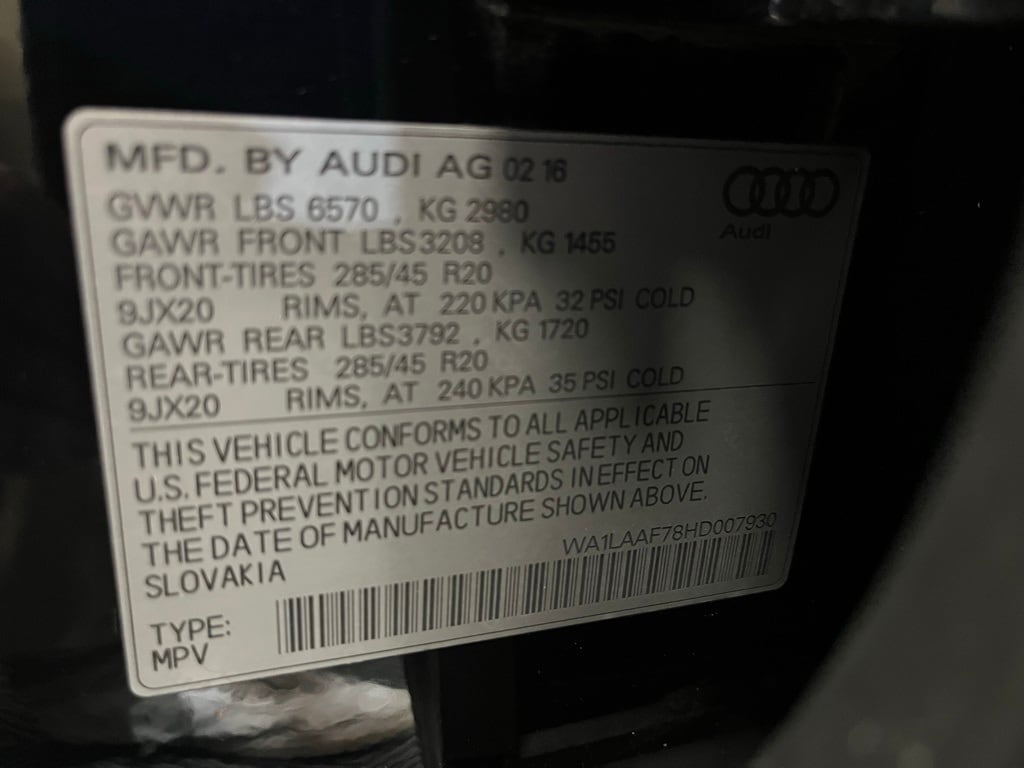 MFD. BY AUDI AG 02 16
Audi
GVWR LBS 6570 , KG 2980
GAWR FRONT LBS3208 , KG 1455
FRONT-TIRES 285/45 R20
9JX20 RIMS, AT 220 KPA 32 PSI COLD
GAWR REAR LBS3792 , KG 1720
REAR-TIRES 285/45 R20
9JX20 RIMS, AT 240 KPA 35 PSI COLD
THIS VEHICLE CONFORMS TO ALL APPLICABLE
U.S. FEDERAL MOTOR VEHICLE SAFETY AND
THEFT PREVENTION STANDARDS IN EFFECT ON
THE DATE OF MANUFACTURE SHOWN ABOVE.
SLOVAKIA
WA1LAAF78HD007930
TYPE:
MPV